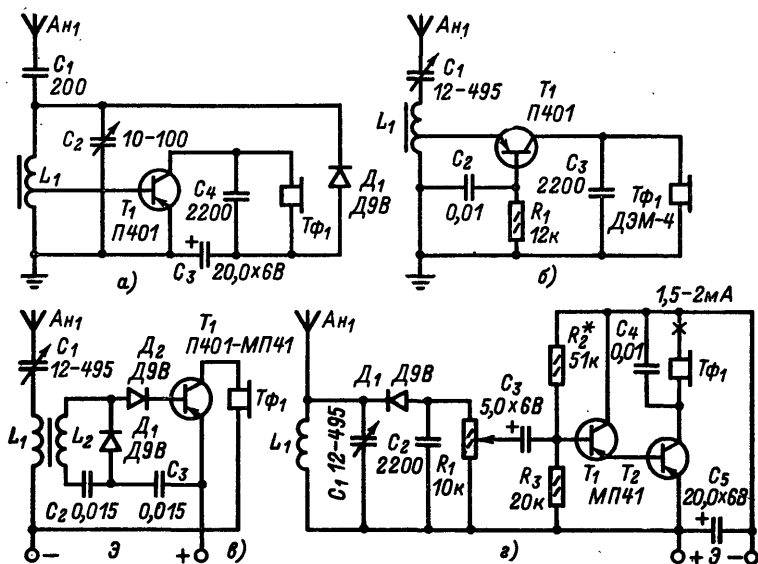 Ан₁
C₁
200
C₂
10–100
L₁
T₁
П401
C₄
2200
Тф₁
Д₁
Д9В
+
C₃ 20,0×6В
а)
Ан₁
C₁
12–495
L₁
T₁
П401
C₂
0,01
R₁
12к
C₃
2200
Тф₁
ДЭМ-4
б)
Ан₁
C₁
12–495
Д₂
Д9В
T₁
П401-МП41
L₁
L₂
Д₁
Д9В
Тф₁
C₂ 0,015
C₃
0,015
– Э +
в)
Ан₁
L₁
C₁ 12–495
Д₁ Д9В
C₂
2200
R₁
10к
C₃
5,0×6В
+
R₂*
51к
R₃
20к
T₁ T₂
МП41
C₄
0,01
1,5–2мА
Тф₁
C₅
20,0×6В
+
+ Э –
г)